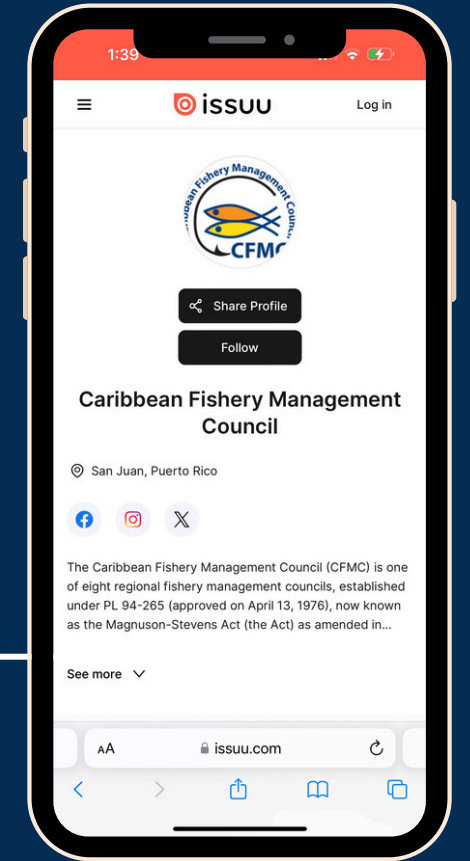 1:39
issuu
Log in
Caribbean Fishery Management Council
CFMC
Share Profile
Follow
Caribbean Fishery Management
Council
San Juan, Puerto Rico
The Caribbean Fishery Management Council (CFMC) is one
of eight regional fishery management councils, established
under PL 94-265 (approved on April 13, 1976), now known
as the Magnuson-Stevens Act (the Act) as amended in...
See more
AA
issuu.com